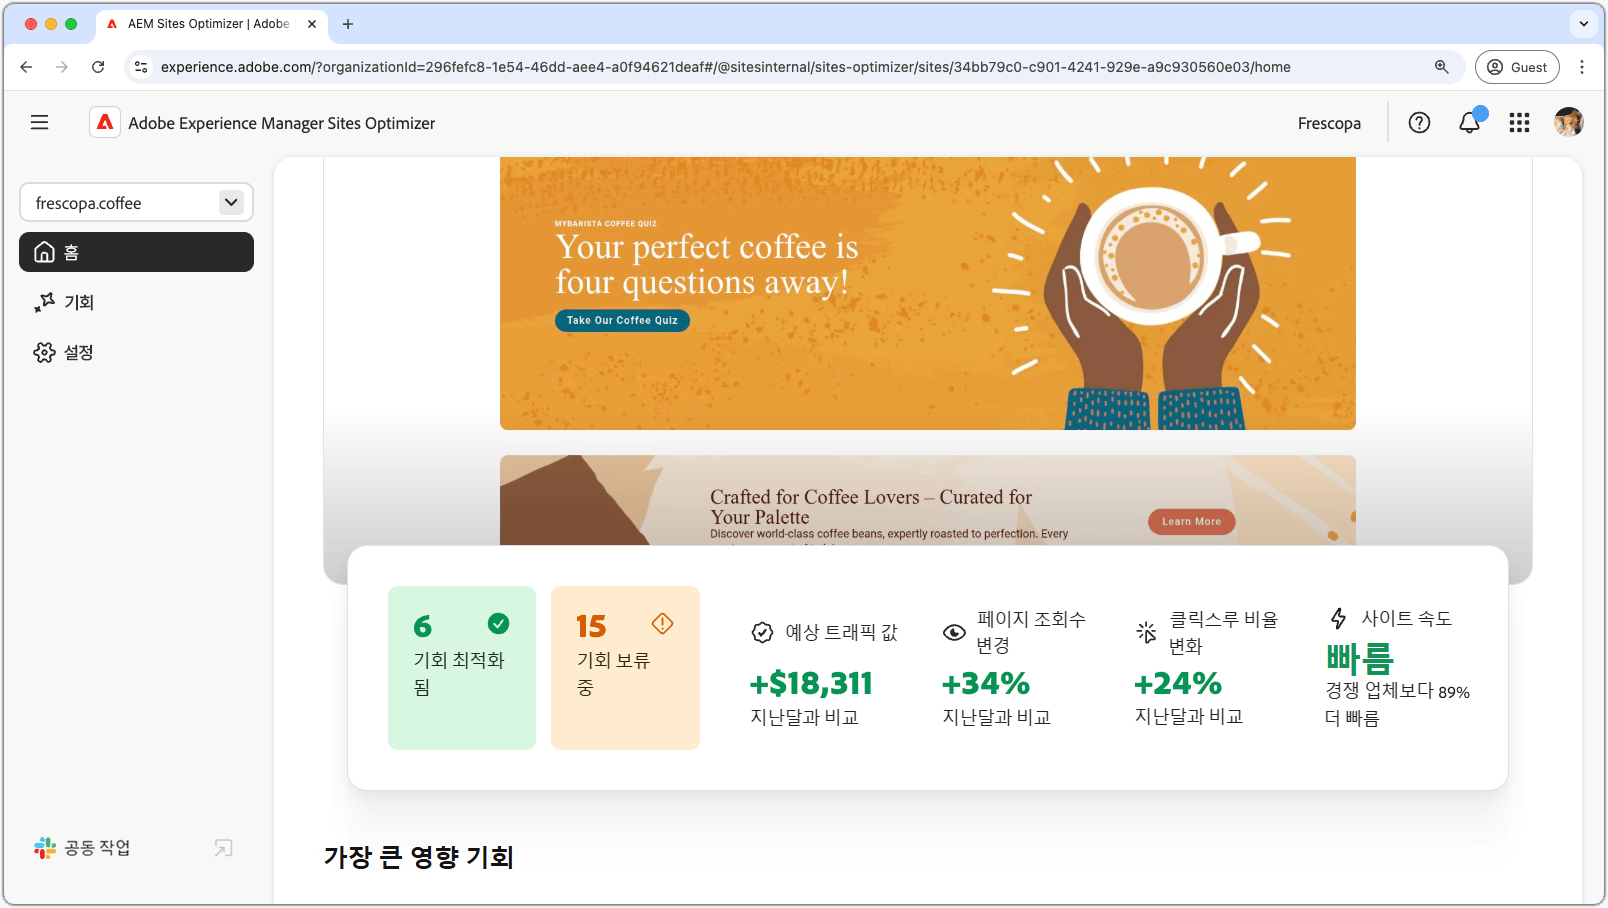 AEM Sites Optimizer | Adobe
experience.adobe.com/?organizationId=296fefc8-1e54-46dd-aee4-a0f94621deaf#/@sitesinternal/sites-optimizer/sites/34bb79c0-c901-4241-929e-a9c930560e03/home
Guest
Adobe Experience Manager Sites Optimizer
Frescopa
frescopa.coffee
홈
기회
설정
공동 작업
MYBARISTA COFFEE QUIZ
Your perfect coffee is
four questions away!
Take Our Coffee Quiz
Crafted for Coffee Lovers – Curated for
Your Palette
Discover world-class coffee beans, expertly roasted to perfection. Every
Learn More
6
기회 최적화
됨
15
기회 보류
중
예상 트래픽 값
+$18,311
지난달과 비교
페이지 조회수
변경
+34%
지난달과 비교
클릭스루 비율
변화
+24%
지난달과 비교
사이트 속도
빠름
경쟁 업체보다 89%
더 빠름
가장 큰 영향 기회